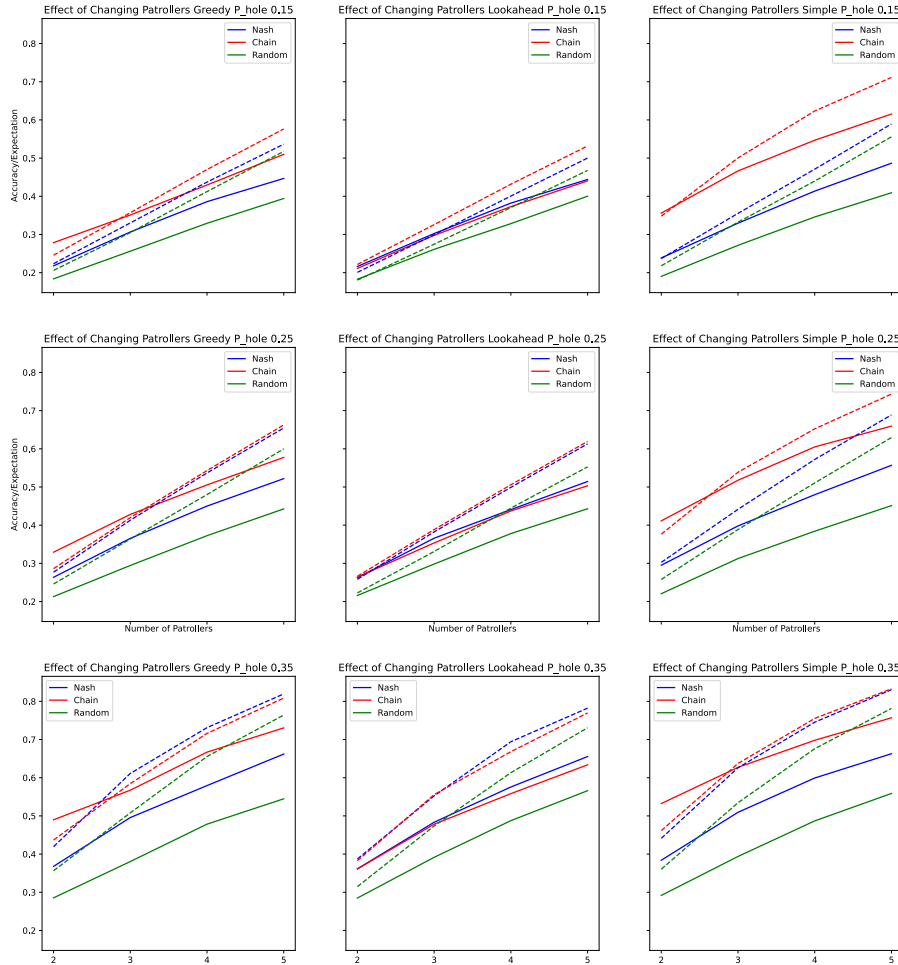 Effect of Changing Patrollers Greedy P_hole 0.15
Effect of Changing Patrollers Lookahead P_hole 0.15
Effect of Changing Patrollers Simple P_hole 0.15
Nash
Chain
Random
Nash
Chain
Random
Nash
Chain
Random
Accuracy/Expectation
0.8
0.7
0.6
0.5
0.4
0.3
0.2
Effect of Changing Patrollers Greedy P_hole 0.25
Effect of Changing Patrollers Lookahead P_hole 0.25
Effect of Changing Patrollers Simple P_hole 0.25
Nash
Chain
Random
Nash
Chain
Random
Nash
Chain
Random
Accuracy/Expectation
0.8
0.7
0.6
0.5
0.4
0.3
0.2
Number of Patrollers
Number of Patrollers
Number of Patrollers
Effect of Changing Patrollers Greedy P_hole 0.35
Effect of Changing Patrollers Lookahead P_hole 0.35
Effect of Changing Patrollers Simple P_hole 0.35
Nash
Chain
Random
Nash
Chain
Random
Nash
Chain
Random
0.8
0.7
0.6
0.5
0.4
0.3
0.2
2 3 4 5
2 3 4 5
2 3 4 5